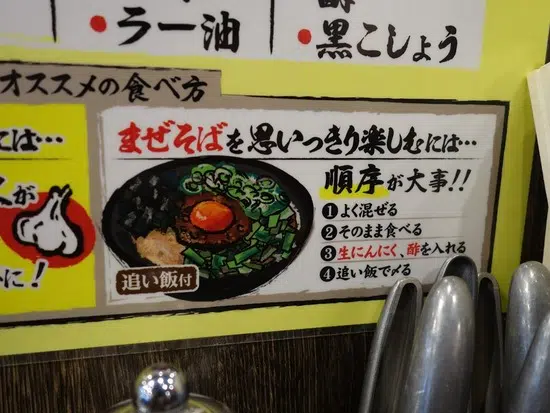 ・ラー油
・黒こしょう
オススメの食べ方
には…
が
に！
まぜそばを思いっきり楽しむには…
順序が大事!!
❶よく混ぜる
❷そのまま食べる
❸生にんにく、酢を入れる
❹追い飯で〆る
追い飯付